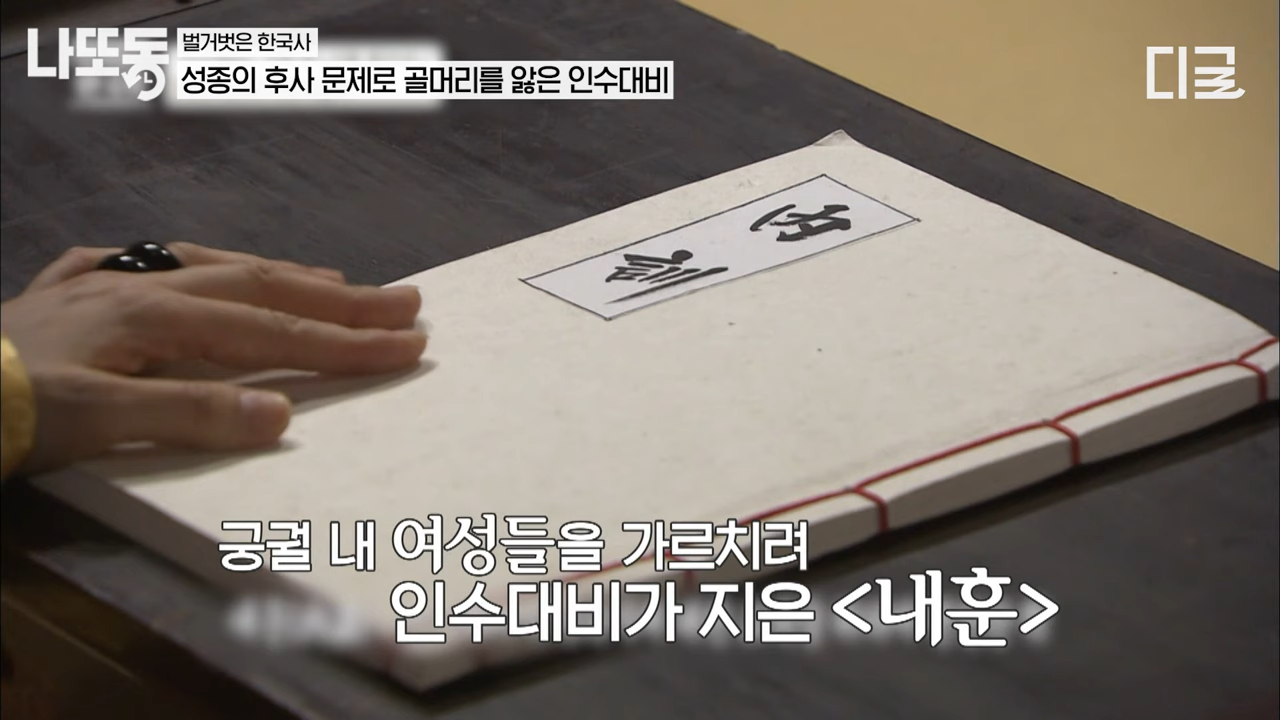 나또동
벌거벗은 한국사
성종의 후사 문제로 골머리를 앓은 인수대비
디글
內訓
궁궐 내 여성들을 가르치려
인수대비가 지은 <내훈>